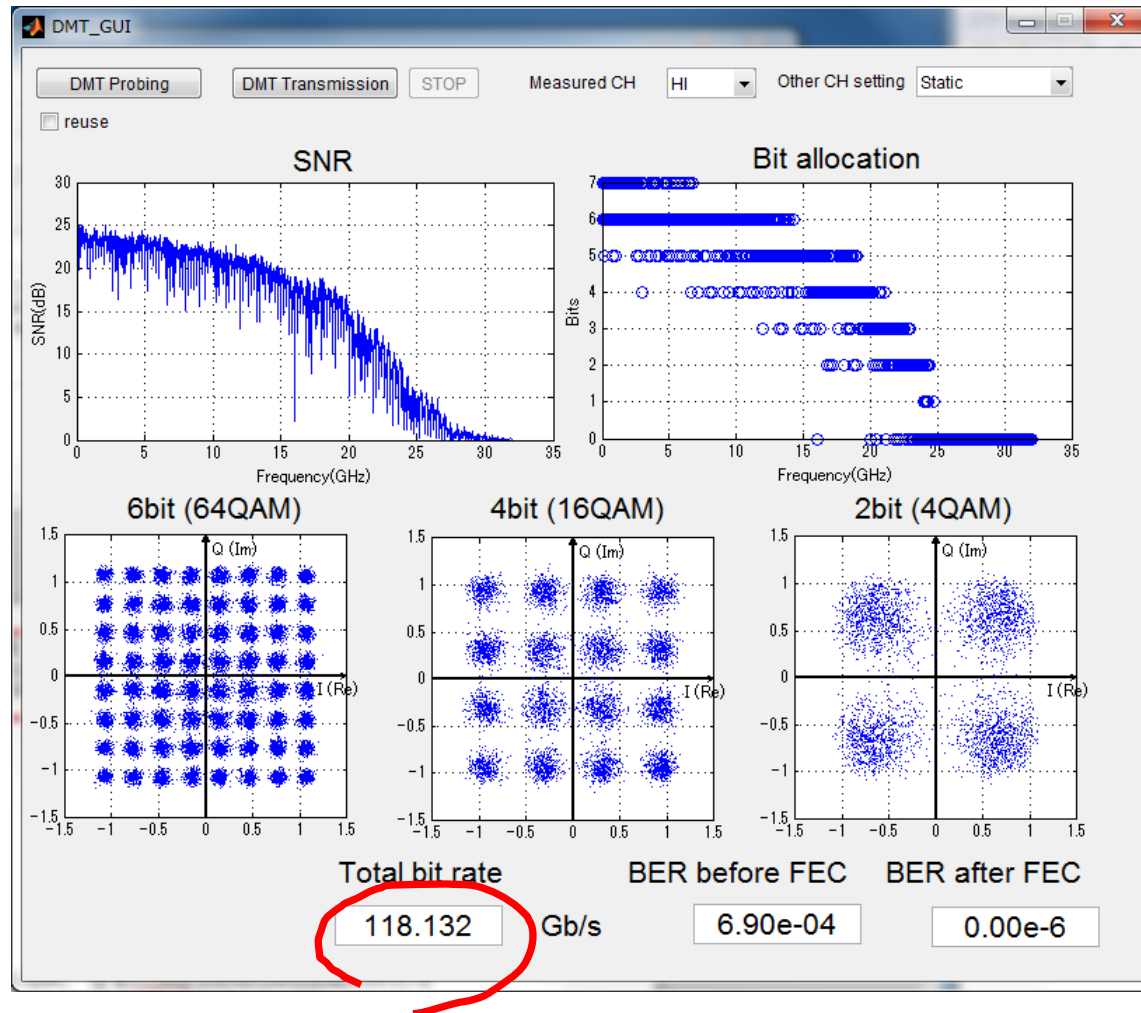 DMT_GUI
DMT Probing
DMT Transmission
STOP
Measured CH
HI
Other CH setting
Static
reuse
SNR
30
25
20
15
10
5
0
SNR(dB)
0 5 10 15 20 25 30 35
Frequency(GHz)
Bit allocation
7
6
5
4
3
2
1
0
Bits
0 5 10 15 20 25 30 35
Frequency(GHz)
6bit (64QAM)
Q (Im)
I (Re)
1.5
1
0.5
0
−0.5
−1
−1.5
−1.5 −1 −0.5 0 0.5 1 1.5
4bit (16QAM)
Q (Im)
I (Re)
1.5
1
0.5
0
−0.5
−1
−1.5
−1.5 −1 −0.5 0 0.5 1 1.5
2bit (4QAM)
Q (Im)
I (Re)
1.5
1
0.5
0
−0.5
−1
−1.5
−1.5 −1 −0.5 0 0.5 1 1.5
Total bit rate
118.132 Gb/s
BER before FEC
6.90e-04
BER after FEC
0.00e-6